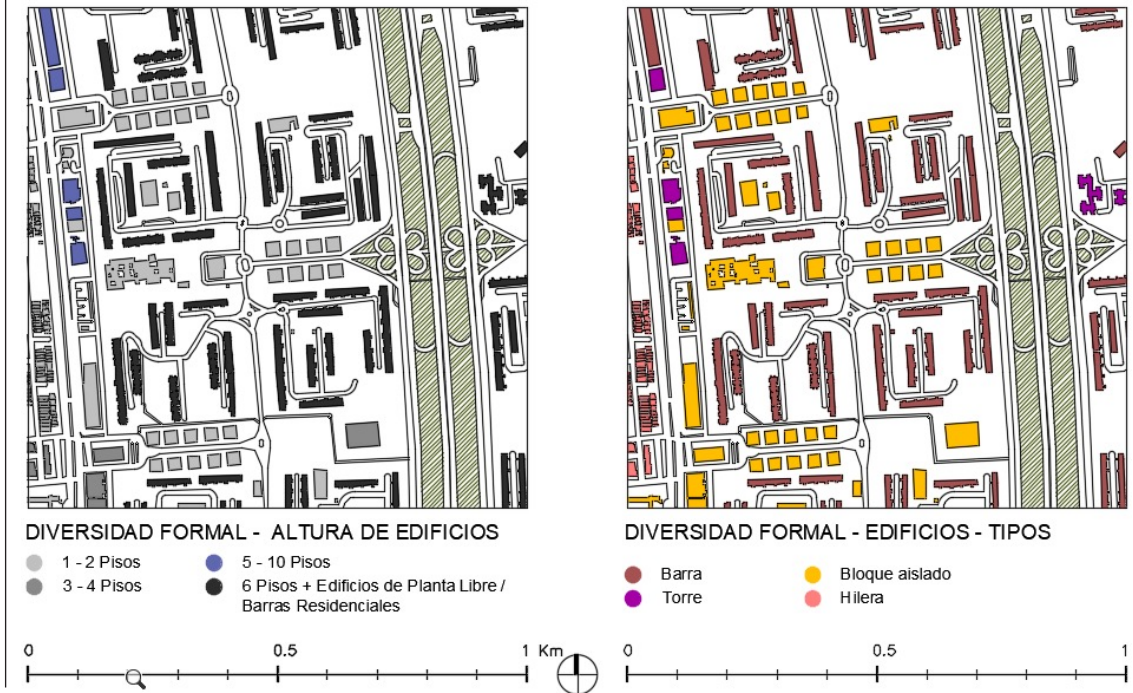 DIVERSIDAD FORMAL - ALTURA DE EDIFICIOS
1 - 2 Pisos
3 - 4 Pisos
5 - 10 Pisos
6 Pisos + Edificios de Planta Libre /
Barras Residenciales
0 0.5 1 Km
DIVERSIDAD FORMAL - EDIFICIOS - TIPOS
Barra
Torre
Bloque aislado
Hilera
0 0.5 1